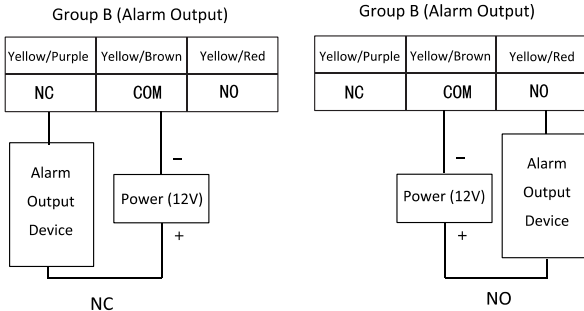 Group B (Alarm Output)
Yellow/Purple Yellow/Brown Yellow/Red
NC COM NO
Alarm
Output
Device
−
Power (12V)
+
NC
Group B (Alarm Output)
Yellow/Purple Yellow/Brown Yellow/Red
NC COM NO
−
Power (12V)
+
Alarm
Output
Device
NO